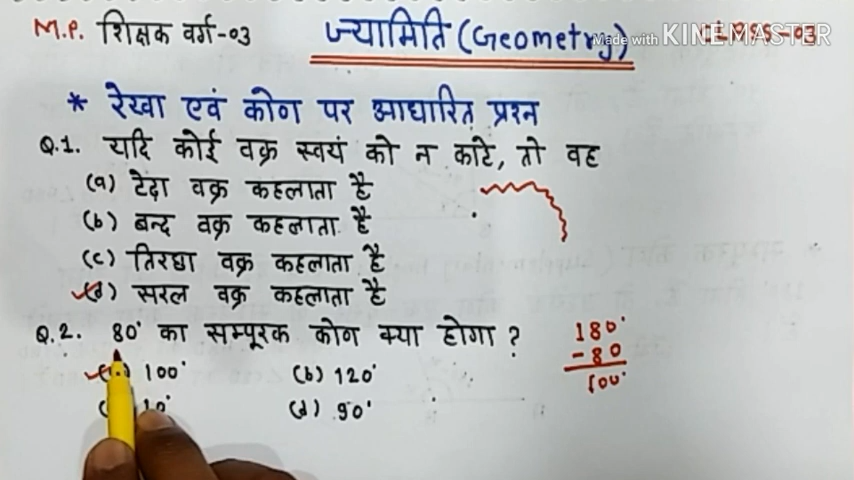 M.P. शिक्षक वर्ग-03 ज्यामिति (Geometry)
Made with KINEMASTER
* रेखा एवं कोण पर आधारित प्रश्न
Q.1. यदि कोई वक्र स्वयं को न काटे, तो वह
(a) टेढ़ा वक्र कहलाता है
(b) बन्द वक्र कहलाता है
(c) तिरछा वक्र कहलाता है
(d) सरल वक्र कहलाता है
Q.2. 80° का सम्पूरक कोण क्या होगा ?
180°
-80
100°
100° (b) 120°
10° (d) 90°